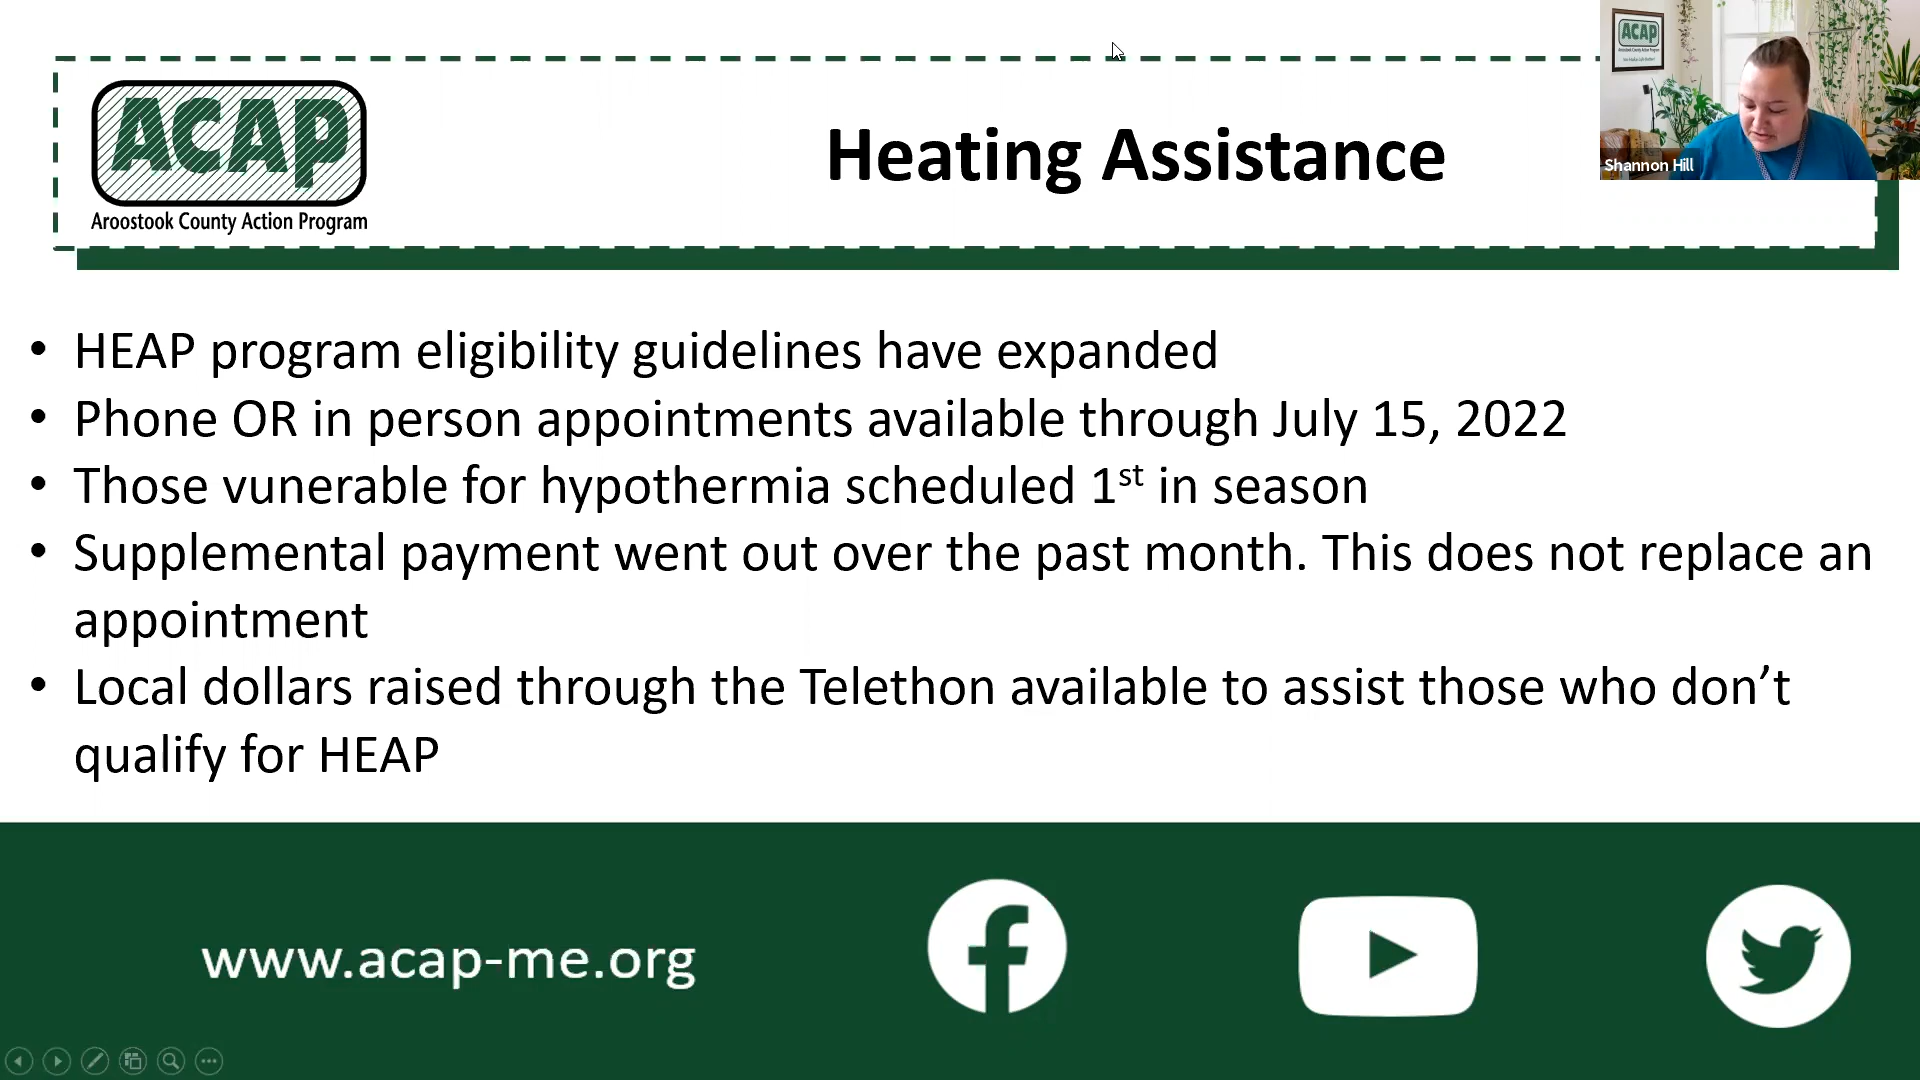 ACAP
Aroostook County Action Program
Heating Assistance
ACAP
Shannon Hill
• HEAP program eligibility guidelines have expanded
• Phone OR in person appointments available through July 15, 2022
• Those vunerable for hypothermia scheduled 1st in season
• Supplemental payment went out over the past month. This does not replace an
appointment
• Local dollars raised through the Telethon available to assist those who don’t
qualify for HEAP
www.acap-me.org